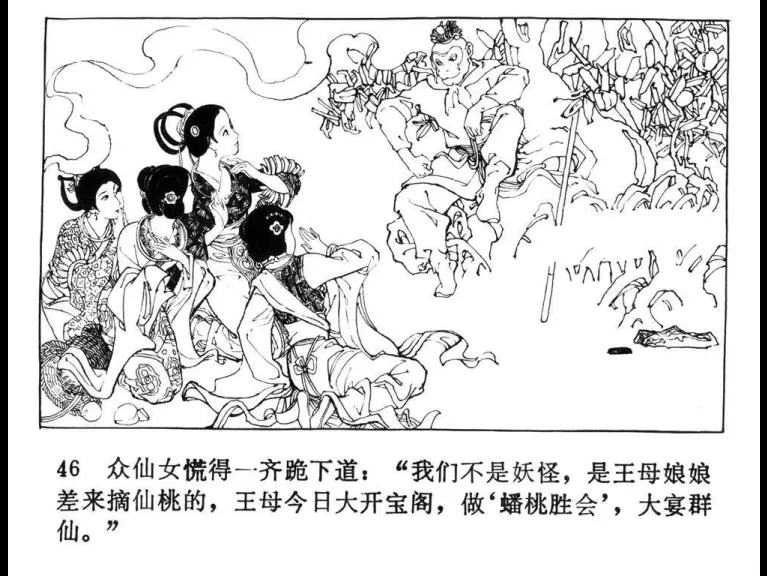 46 众仙女慌得一齐跪下道：“我们不是妖怪，是王母娘娘
差来摘仙桃的，王母今日大开宝阁，做‘蟠桃胜会’，大宴群
仙。”